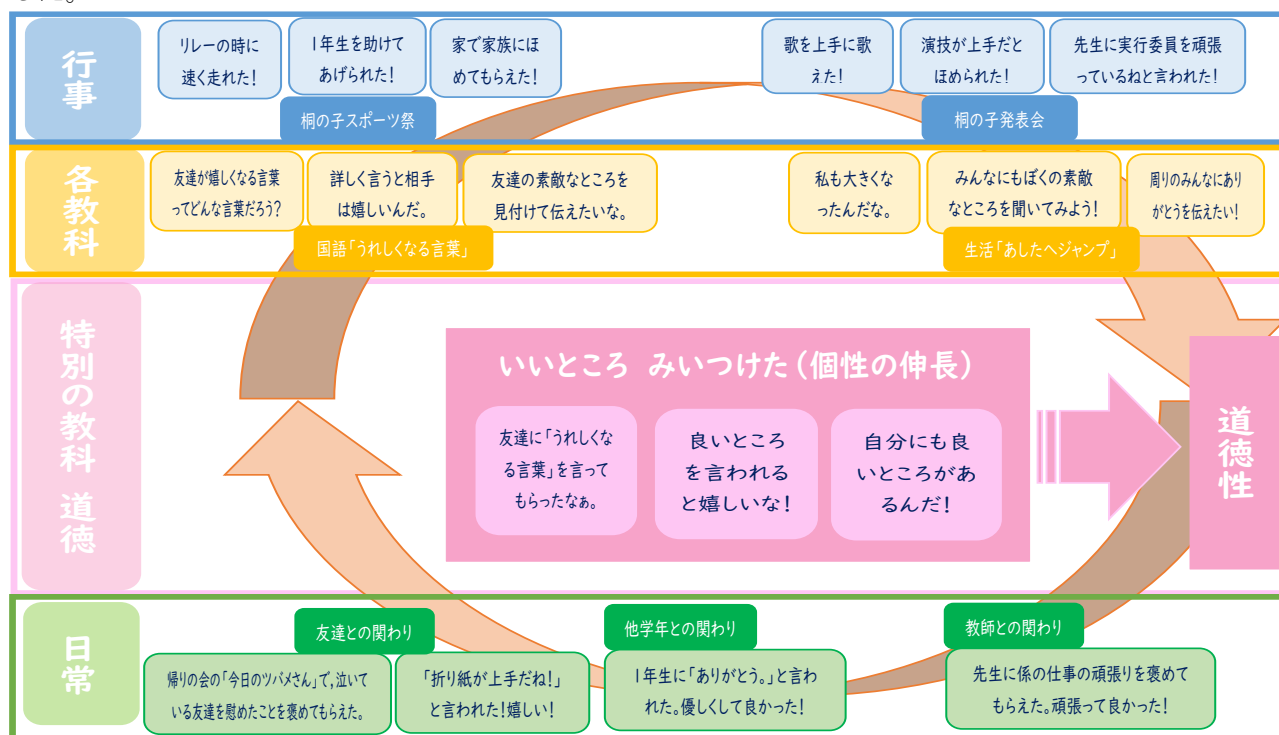 行事
リレーの時に
速く走れた!
1年生を助けて
あげられた!
家で家族にほ
めてもらえた!
桐の子スポーツ祭
歌を上手に歌
えた!
演技が上手だと
ほめられた!
先生に実行委員を頑張
っているねと言われた!
桐の子発表会
各教科
友達が嬉しくなる言葉
ってどんな言葉だろう?
詳しく言うと相手
は嬉しいんだ。
友達の素敵なところを
見付けて伝えたいな。
国語「うれしくなる言葉」
私も大きくな
ったんだな。
みんなにもぼくの素敵
なところを聞いてみよう!
周りのみんなにあり
がとうを伝えたい!
生活「あしたへジャンプ」
特別の教科 道徳
いいところ みいつけた(個性の伸長)
友達に「うれしくな
る言葉」を言って
もらったなぁ。
良いところ
を言われる
と嬉しいな!
自分にも良
いところがあ
るんだ!
道徳性
日常
友達との関わり
帰りの会の「今日のツバメさん」で,泣いて
いる友達を慰めたことを褒めてもらえた。
「折り紙が上手だね!」
と言われた!嬉しい!
他学年との関わり
1年生に「ありがとう。」と言わ
れた。優しくして良かった!
教師との関わり
先生に係の仕事の頑張りを褒めて
もらえた。頑張って良かった!